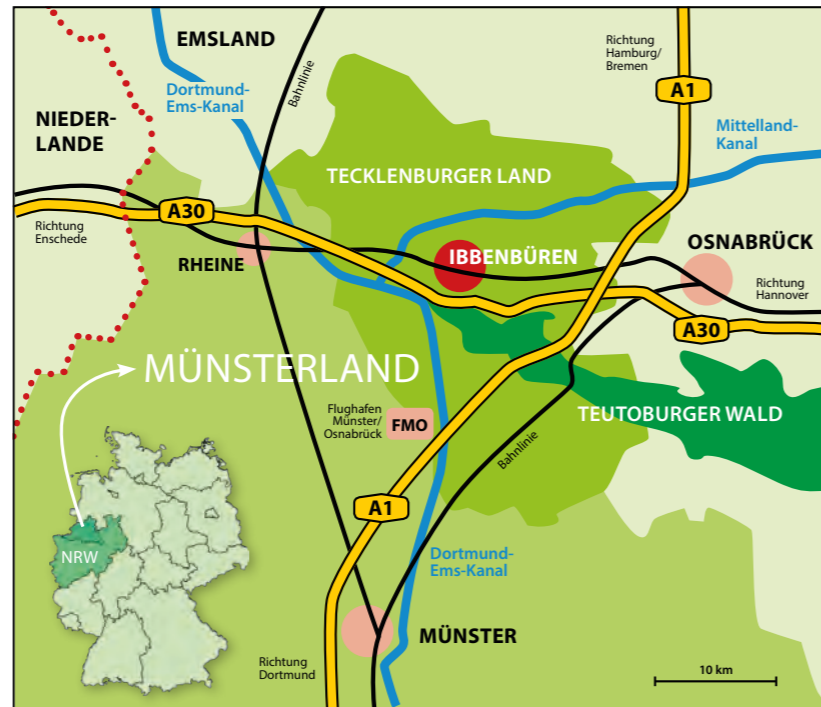 EMSLAND
Richtung
Hamburg/
Bremen
Bahnlinie
Dortmund-
Ems-Kanal
A1
NIEDER-
LANDE
Mittelland-
Kanal
TECKLENBURGER LAND
A30
Richtung
Enschede
RHEINE
IBBENBÜREN
OSNABRÜCK
Richtung
Hannover
A30
MÜNSTERLAND
Flughafen
Münster/
Osnabrück
FMO
TEUTOBURGER WALD
Bahnlinie
A1
NRW
Dortmund-
Ems-Kanal
MÜNSTER
Richtung
Dortmund
10 km